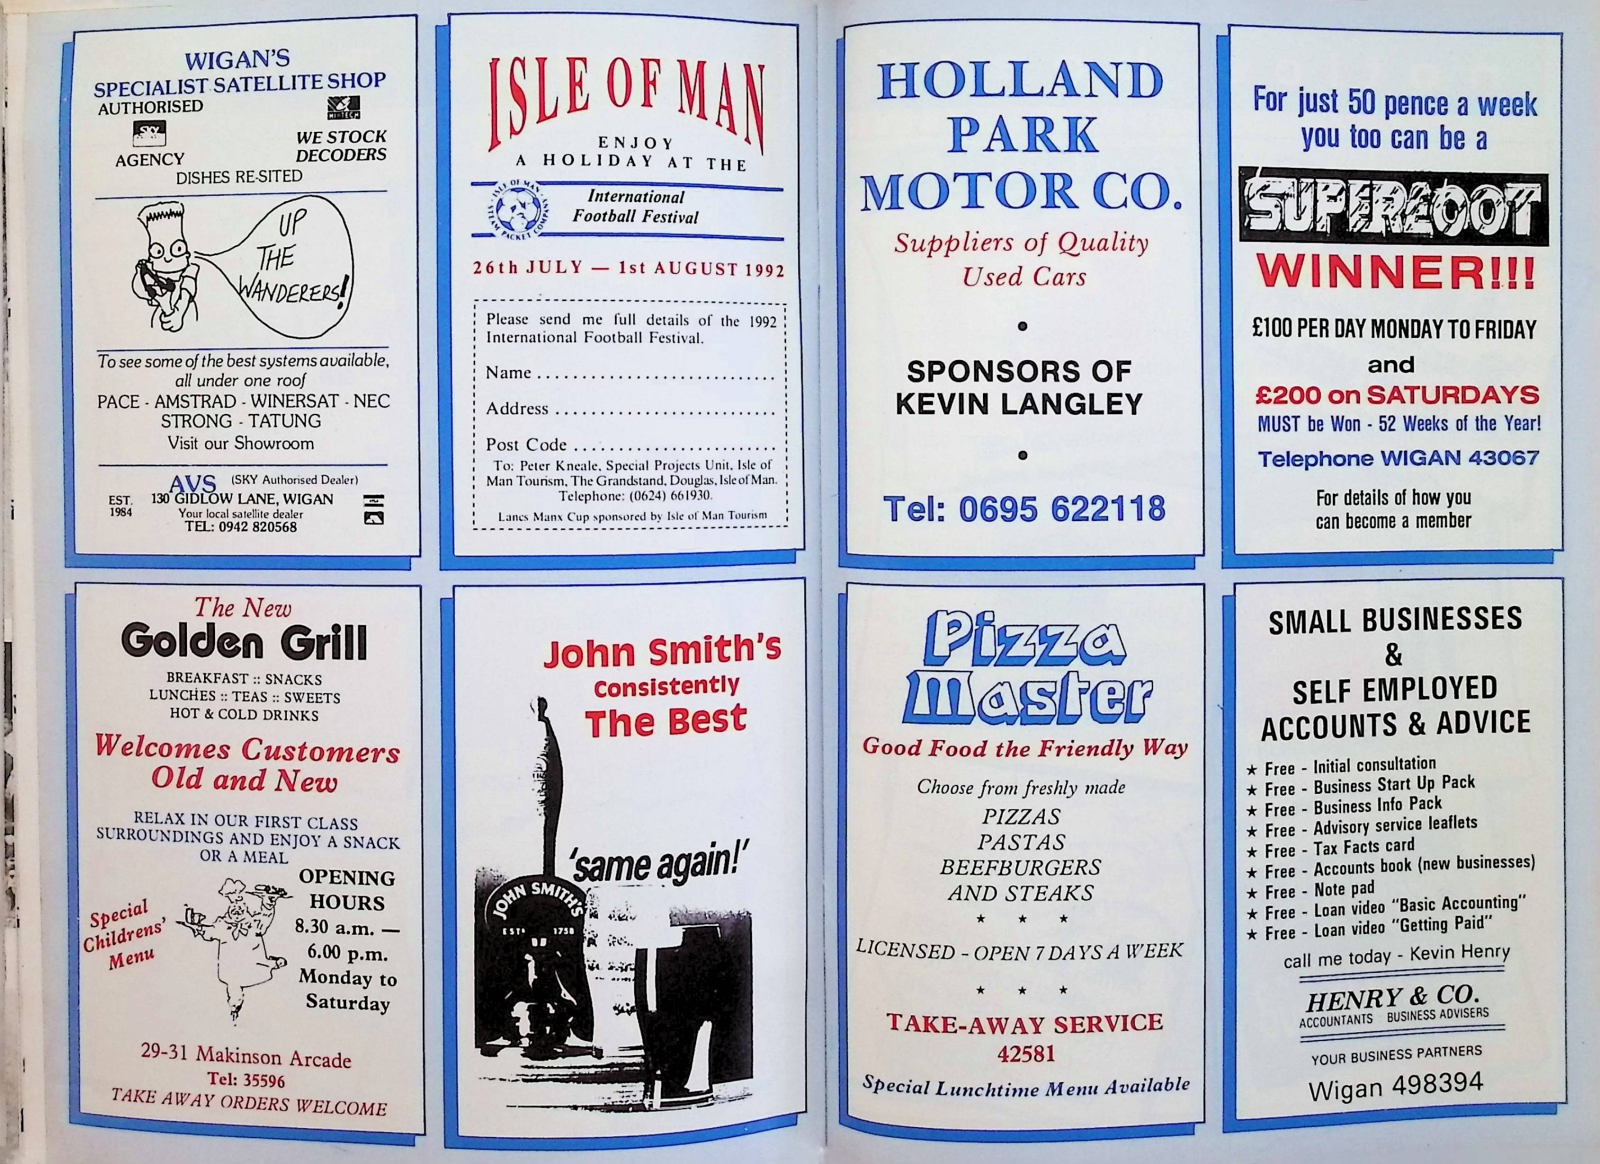 WIGAN'S
SPECIALIST SATELLITE SHOP
AUTHORISED
SKY
AGENCY
HI-TECH
WE STOCK
DECODERS
DISHES RE-SITED
UP
THE
WANDERERS!
To see some of the best systems available,
all under one roof
PACE - AMSTRAD - WINERSAT - NEC
STRONG - TATUNG
Visit our Showroom
AVS (SKY Authorised Dealer)
EST.
1984
130 GIDLOW LANE, WIGAN
Your local satellite dealer
TEL: 0942 820568
ISLE OF MAN
ENJOY
A HOLIDAY AT THE
ISLE OF MAN
STEAM PACKET COMPANY
International
Football Festival
26th JULY — 1st AUGUST 1992
Please send me full details of the 1992
International Football Festival.
Name ..............................
Address ............................
Post Code ..........................
To: Peter Kneale, Special Projects Unit, Isle of
Man Tourism, The Grandstand, Douglas, Isle of Man.
Telephone: (0624) 661930.
Lancs Manx Cup sponsored by Isle of Man Tourism
HOLLAND
PARK
MOTOR CO.
Suppliers of Quality
Used Cars
•
SPONSORS OF
KEVIN LANGLEY
•
Tel: 0695 622118
For just 50 pence a week
you too can be a
SUPERLOOT
WINNER!!!
£100 PER DAY MONDAY TO FRIDAY
and
£200 on SATURDAYS
MUST be Won - 52 Weeks of the Year!
Telephone WIGAN 43067
For details of how you
can become a member
The New
Golden Grill
BREAKFAST :: SNACKS
LUNCHES :: TEAS :: SWEETS
HOT & COLD DRINKS
Welcomes Customers
Old and New
RELAX IN OUR FIRST CLASS
SURROUNDINGS AND ENJOY A SNACK
OR A MEAL
Special
Childrens'
Menu
OPENING
HOURS
8.30 a.m. —
6.00 p.m.
Monday to
Saturday
29-31 Makinson Arcade
Tel: 35596
TAKE AWAY ORDERS WELCOME
John Smith's
Consistently
The Best
'same again!'
JOHN SMITH'S
ESTd 1758
Pizza
Master
Good Food the Friendly Way
Choose from freshly made
PIZZAS
PASTAS
BEEFBURGERS
AND STEAKS
★ ★ ★
LICENSED - OPEN 7 DAYS A WEEK
★ ★ ★
TAKE-AWAY SERVICE
42581
Special Lunchtime Menu Available
SMALL BUSINESSES
&
SELF EMPLOYED
ACCOUNTS & ADVICE
★ Free - Initial consultation
★ Free - Business Start Up Pack
★ Free - Business Info Pack
★ Free - Advisory service leaflets
★ Free - Tax Facts card
★ Free - Accounts book (new businesses)
★ Free - Note pad
★ Free - Loan video "Basic Accounting"
★ Free - Loan video "Getting Paid"
call me today - Kevin Henry
HENRY & CO.
ACCOUNTANTS BUSINESS ADVISERS
YOUR BUSINESS PARTNERS
Wigan 498394